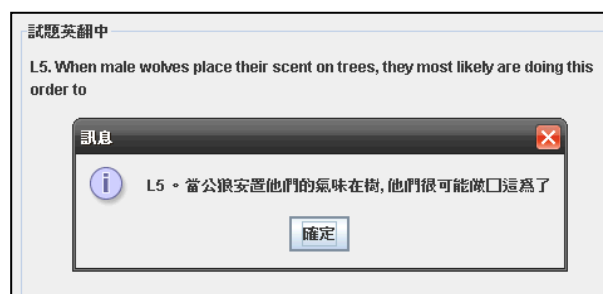 試題英翻中
L5. When male wolves place their scent on trees, they most likely are doing this
order to
訊息
L5 。當公狼安置他們的氣味在樹, 他們很可能做□這爲了
確定